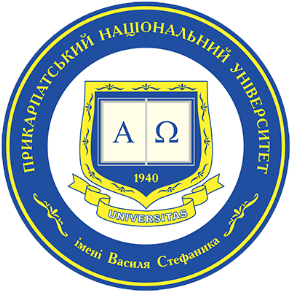 ПРИКАРПАТСЬКИЙ НАЦІОНАЛЬНИЙ УНІВЕРСИТЕТ
Α Ω
1940
UNIVERSITAS
імені Василя Стефаника